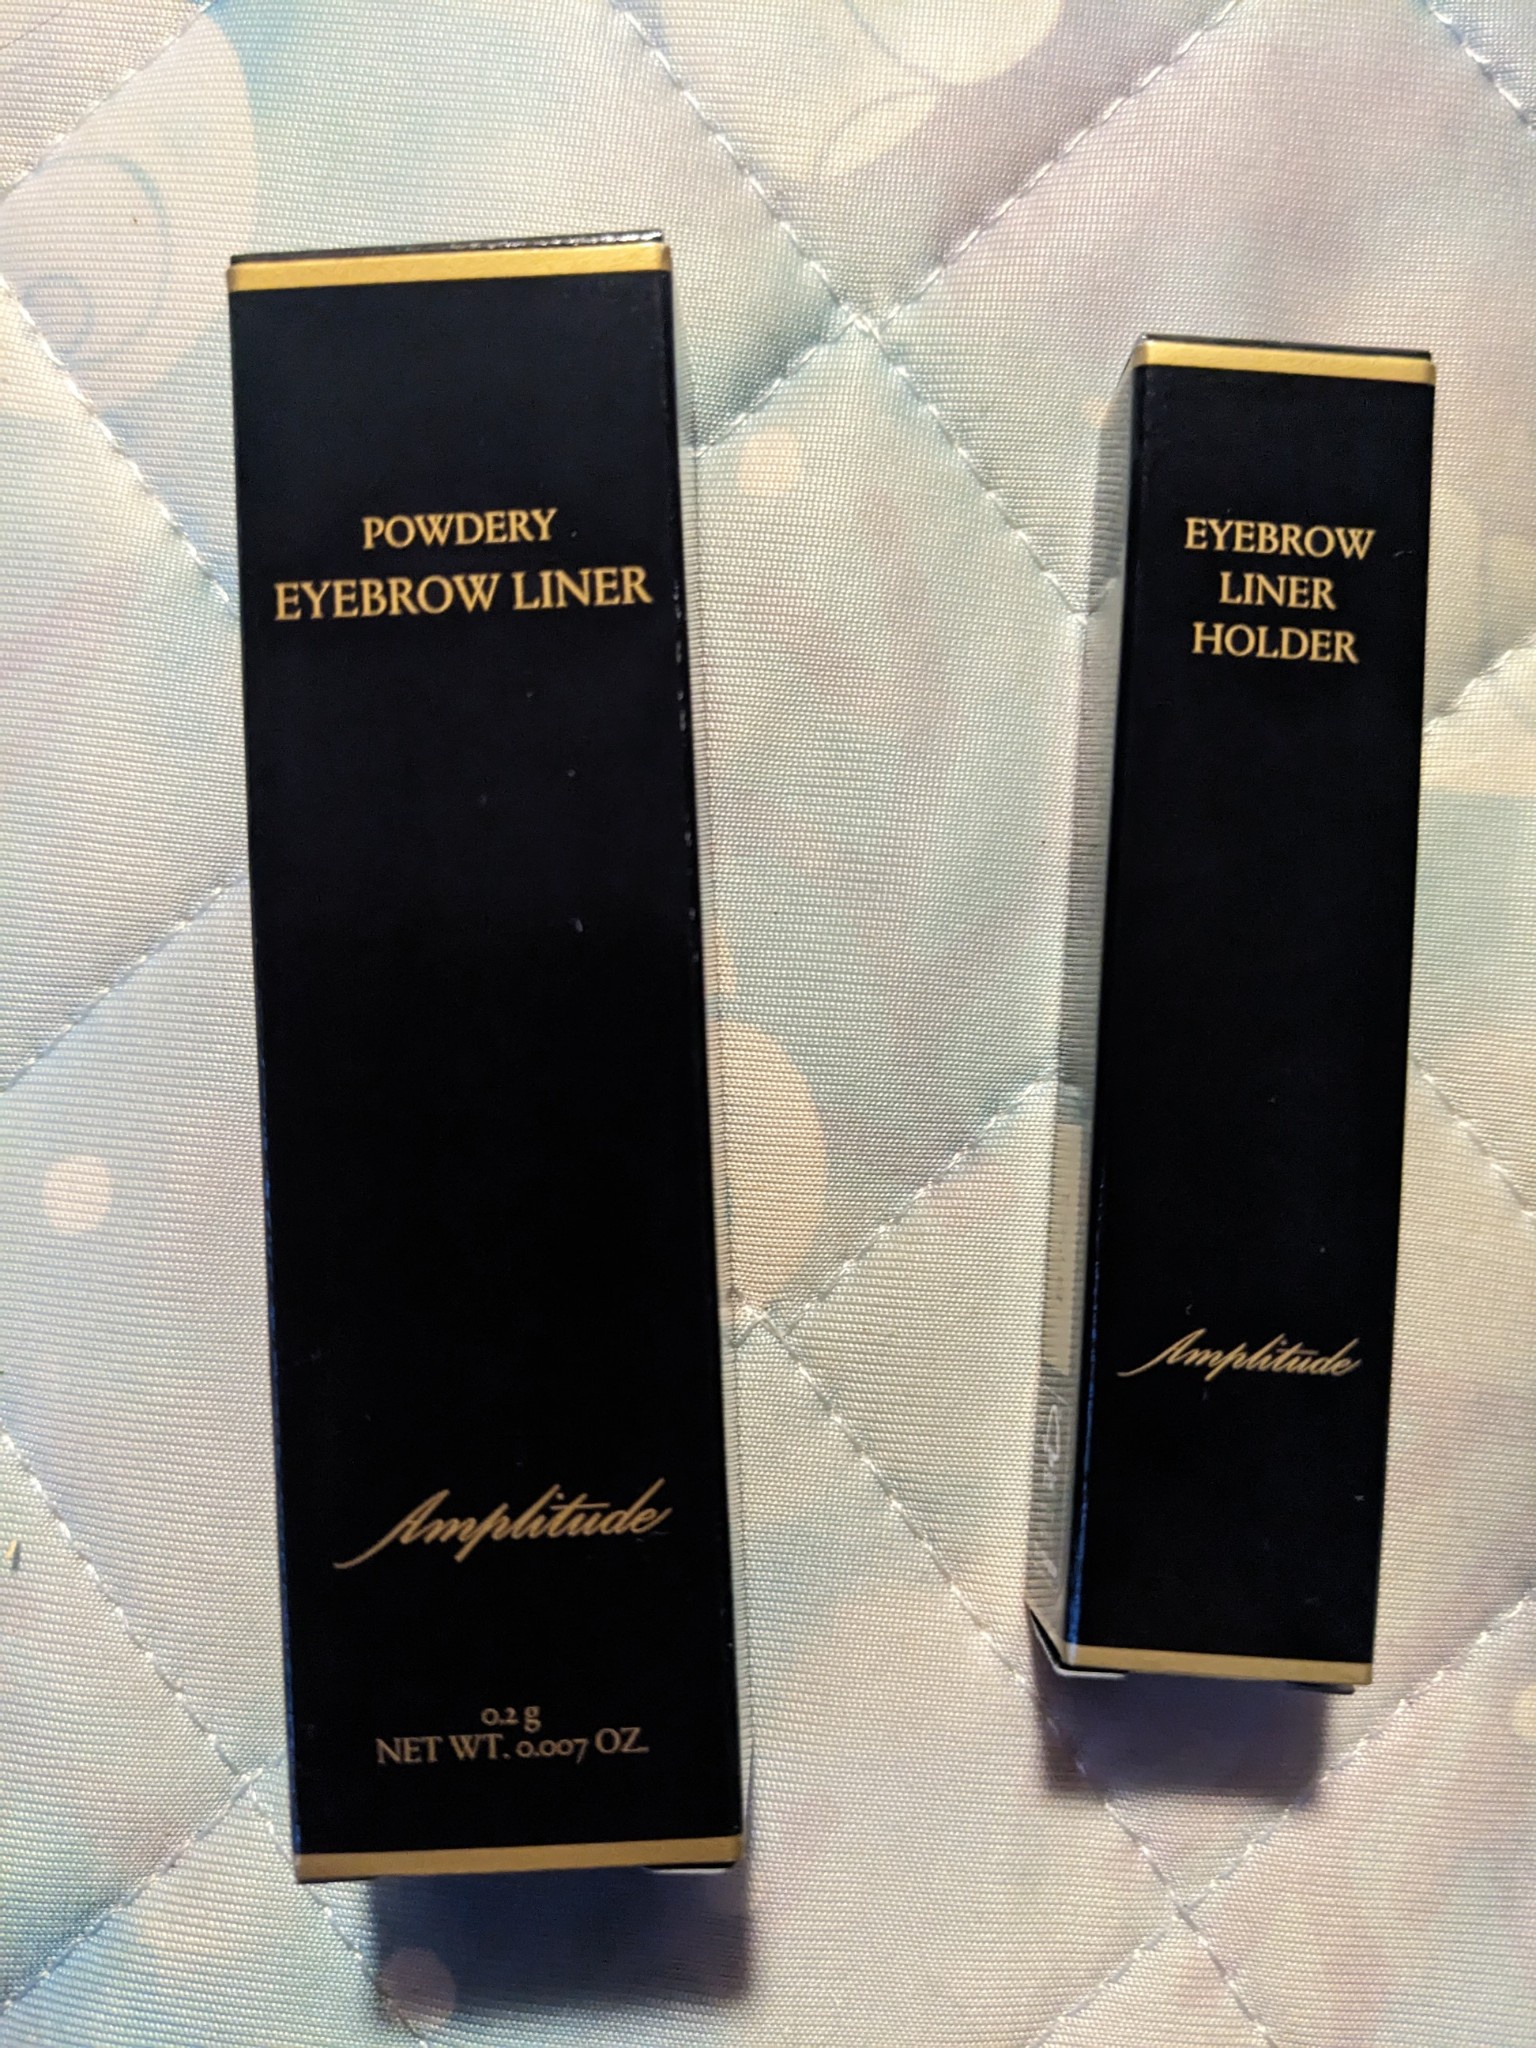 POWDERY
EYEBROW LINER
Amplitude
0.2 g
NET WT. 0.007 OZ.
EYEBROW
LINER
HOLDER
Amplitude